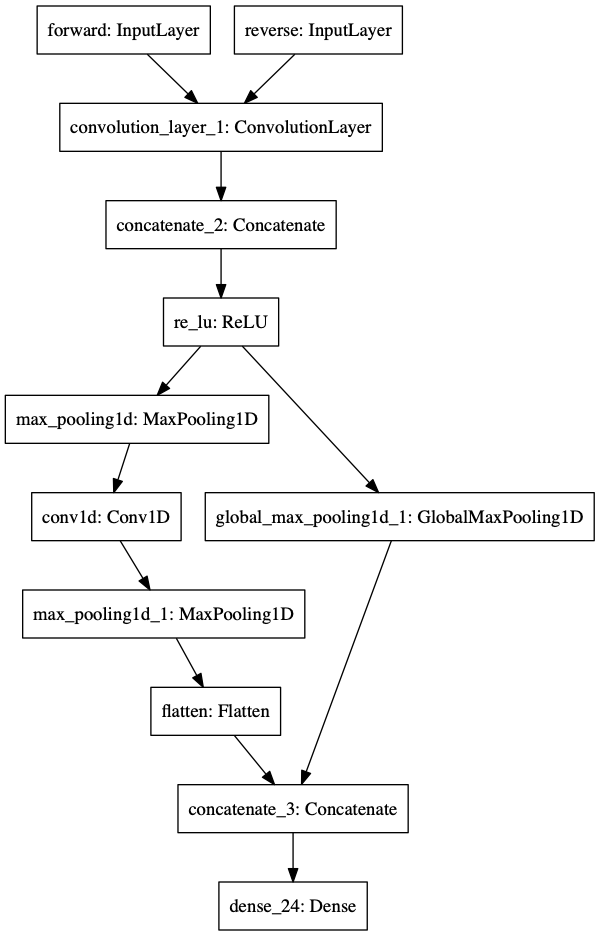 forward: InputLayer
reverse: InputLayer
convolution_layer_1: ConvolutionLayer
concatenate_2: Concatenate
re_lu: ReLU
max_pooling1d: MaxPooling1D
conv1d: Conv1D
global_max_pooling1d_1: GlobalMaxPooling1D
max_pooling1d_1: MaxPooling1D
flatten: Flatten
concatenate_3: Concatenate
dense_24: Dense